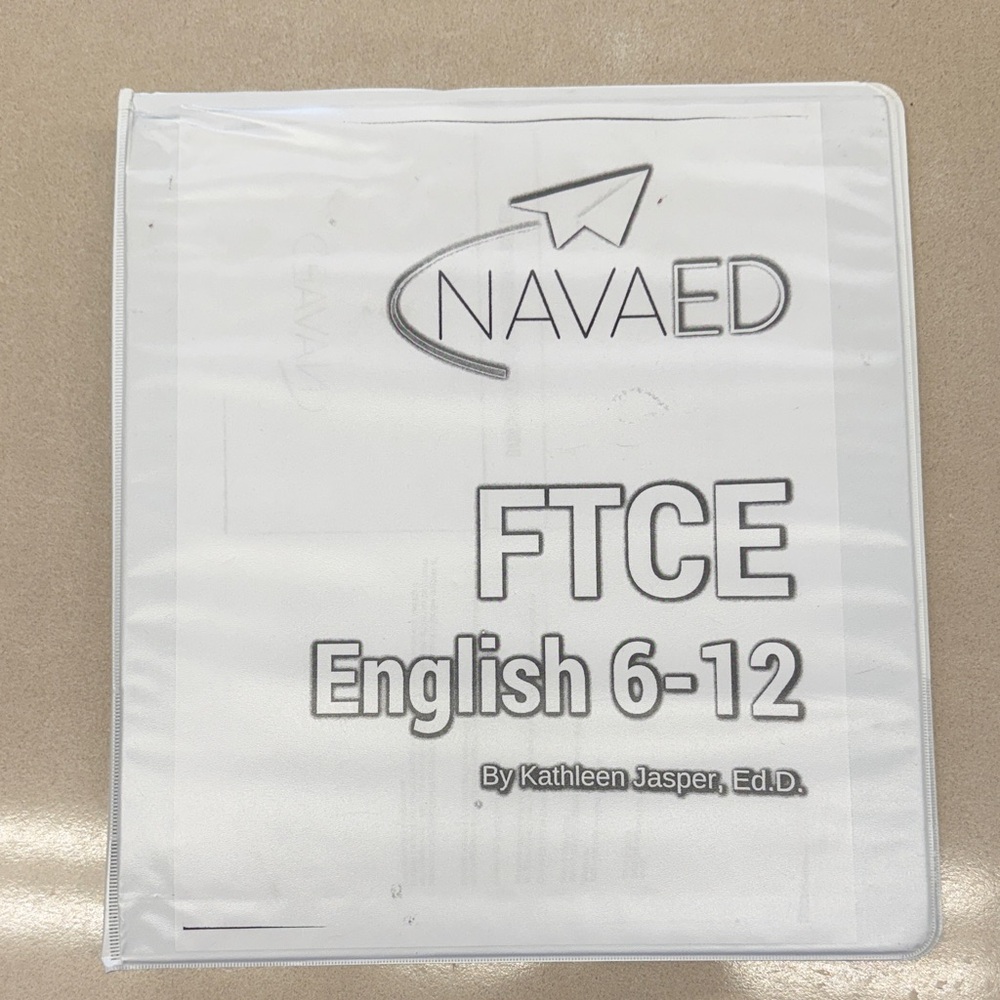 NAVAED
FTCE
English 6-12
By Kathleen Jasper, Ed.D.